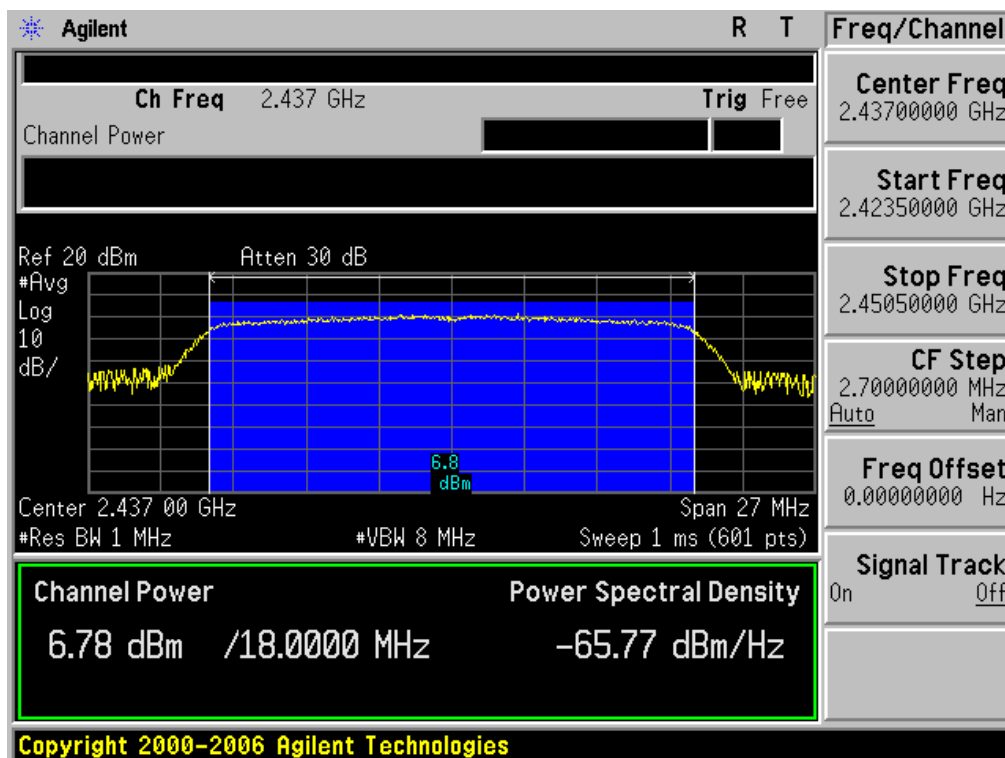 Agilent R T Freq/Channel
Ch Freq 2.437 GHz Trig Free
Channel Power
Center Freq
2.43700000 GHz
Start Freq
2.42350000 GHz
Stop Freq
2.45050000 GHz
CF Step
2.70000000 MHz
Auto Man
Freq Offset
0.00000000 Hz
Signal Track
On Off
Ref 20 dBm Atten 30 dB
#Avg
Log
10
dB/
6.8
dBm
Center 2.437 00 GHz Span 27 MHz
#Res BW 1 MHz #VBW 8 MHz Sweep 1 ms (601 pts)
Channel Power Power Spectral Density
6.78 dBm /18.0000 MHz -65.77 dBm/Hz
Copyright 2000-2006 Agilent Technologies